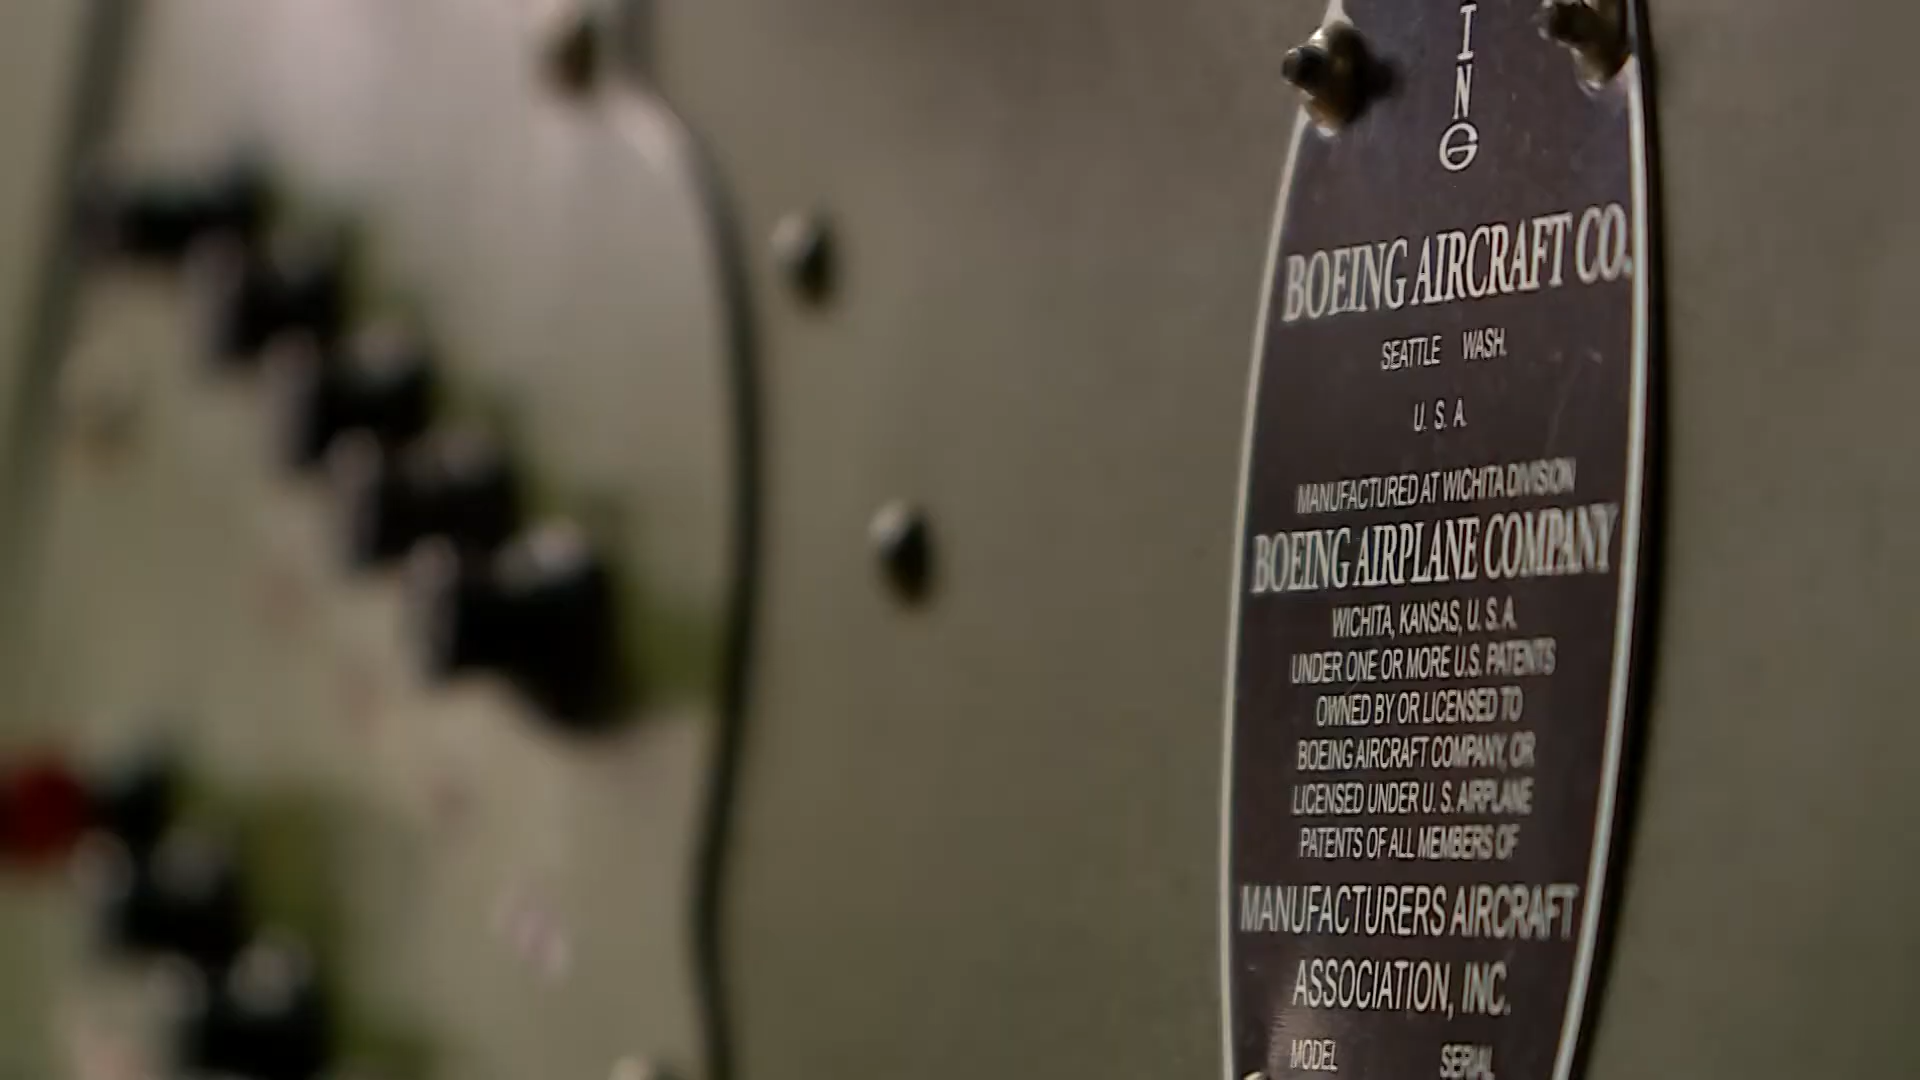 I
N
G
BOEING AIRCRAFT CO.
SEATTLE WASH.
U. S. A.
MANUFACTURED AT WICHITA DIVISION
BOEING AIRPLANE COMPANY
WICHITA, KANSAS, U. S. A.
UNDER ONE OR MORE U.S. PATENTS
OWNED BY OR LICENSED TO
BOEING AIRCRAFT COMPANY, OR
LICENSED UNDER U. S. AIRPLANE
PATENTS OF ALL MEMBERS OF
MANUFACTURERS AIRCRAFT
ASSOCIATION, INC.
MODEL SERIAL